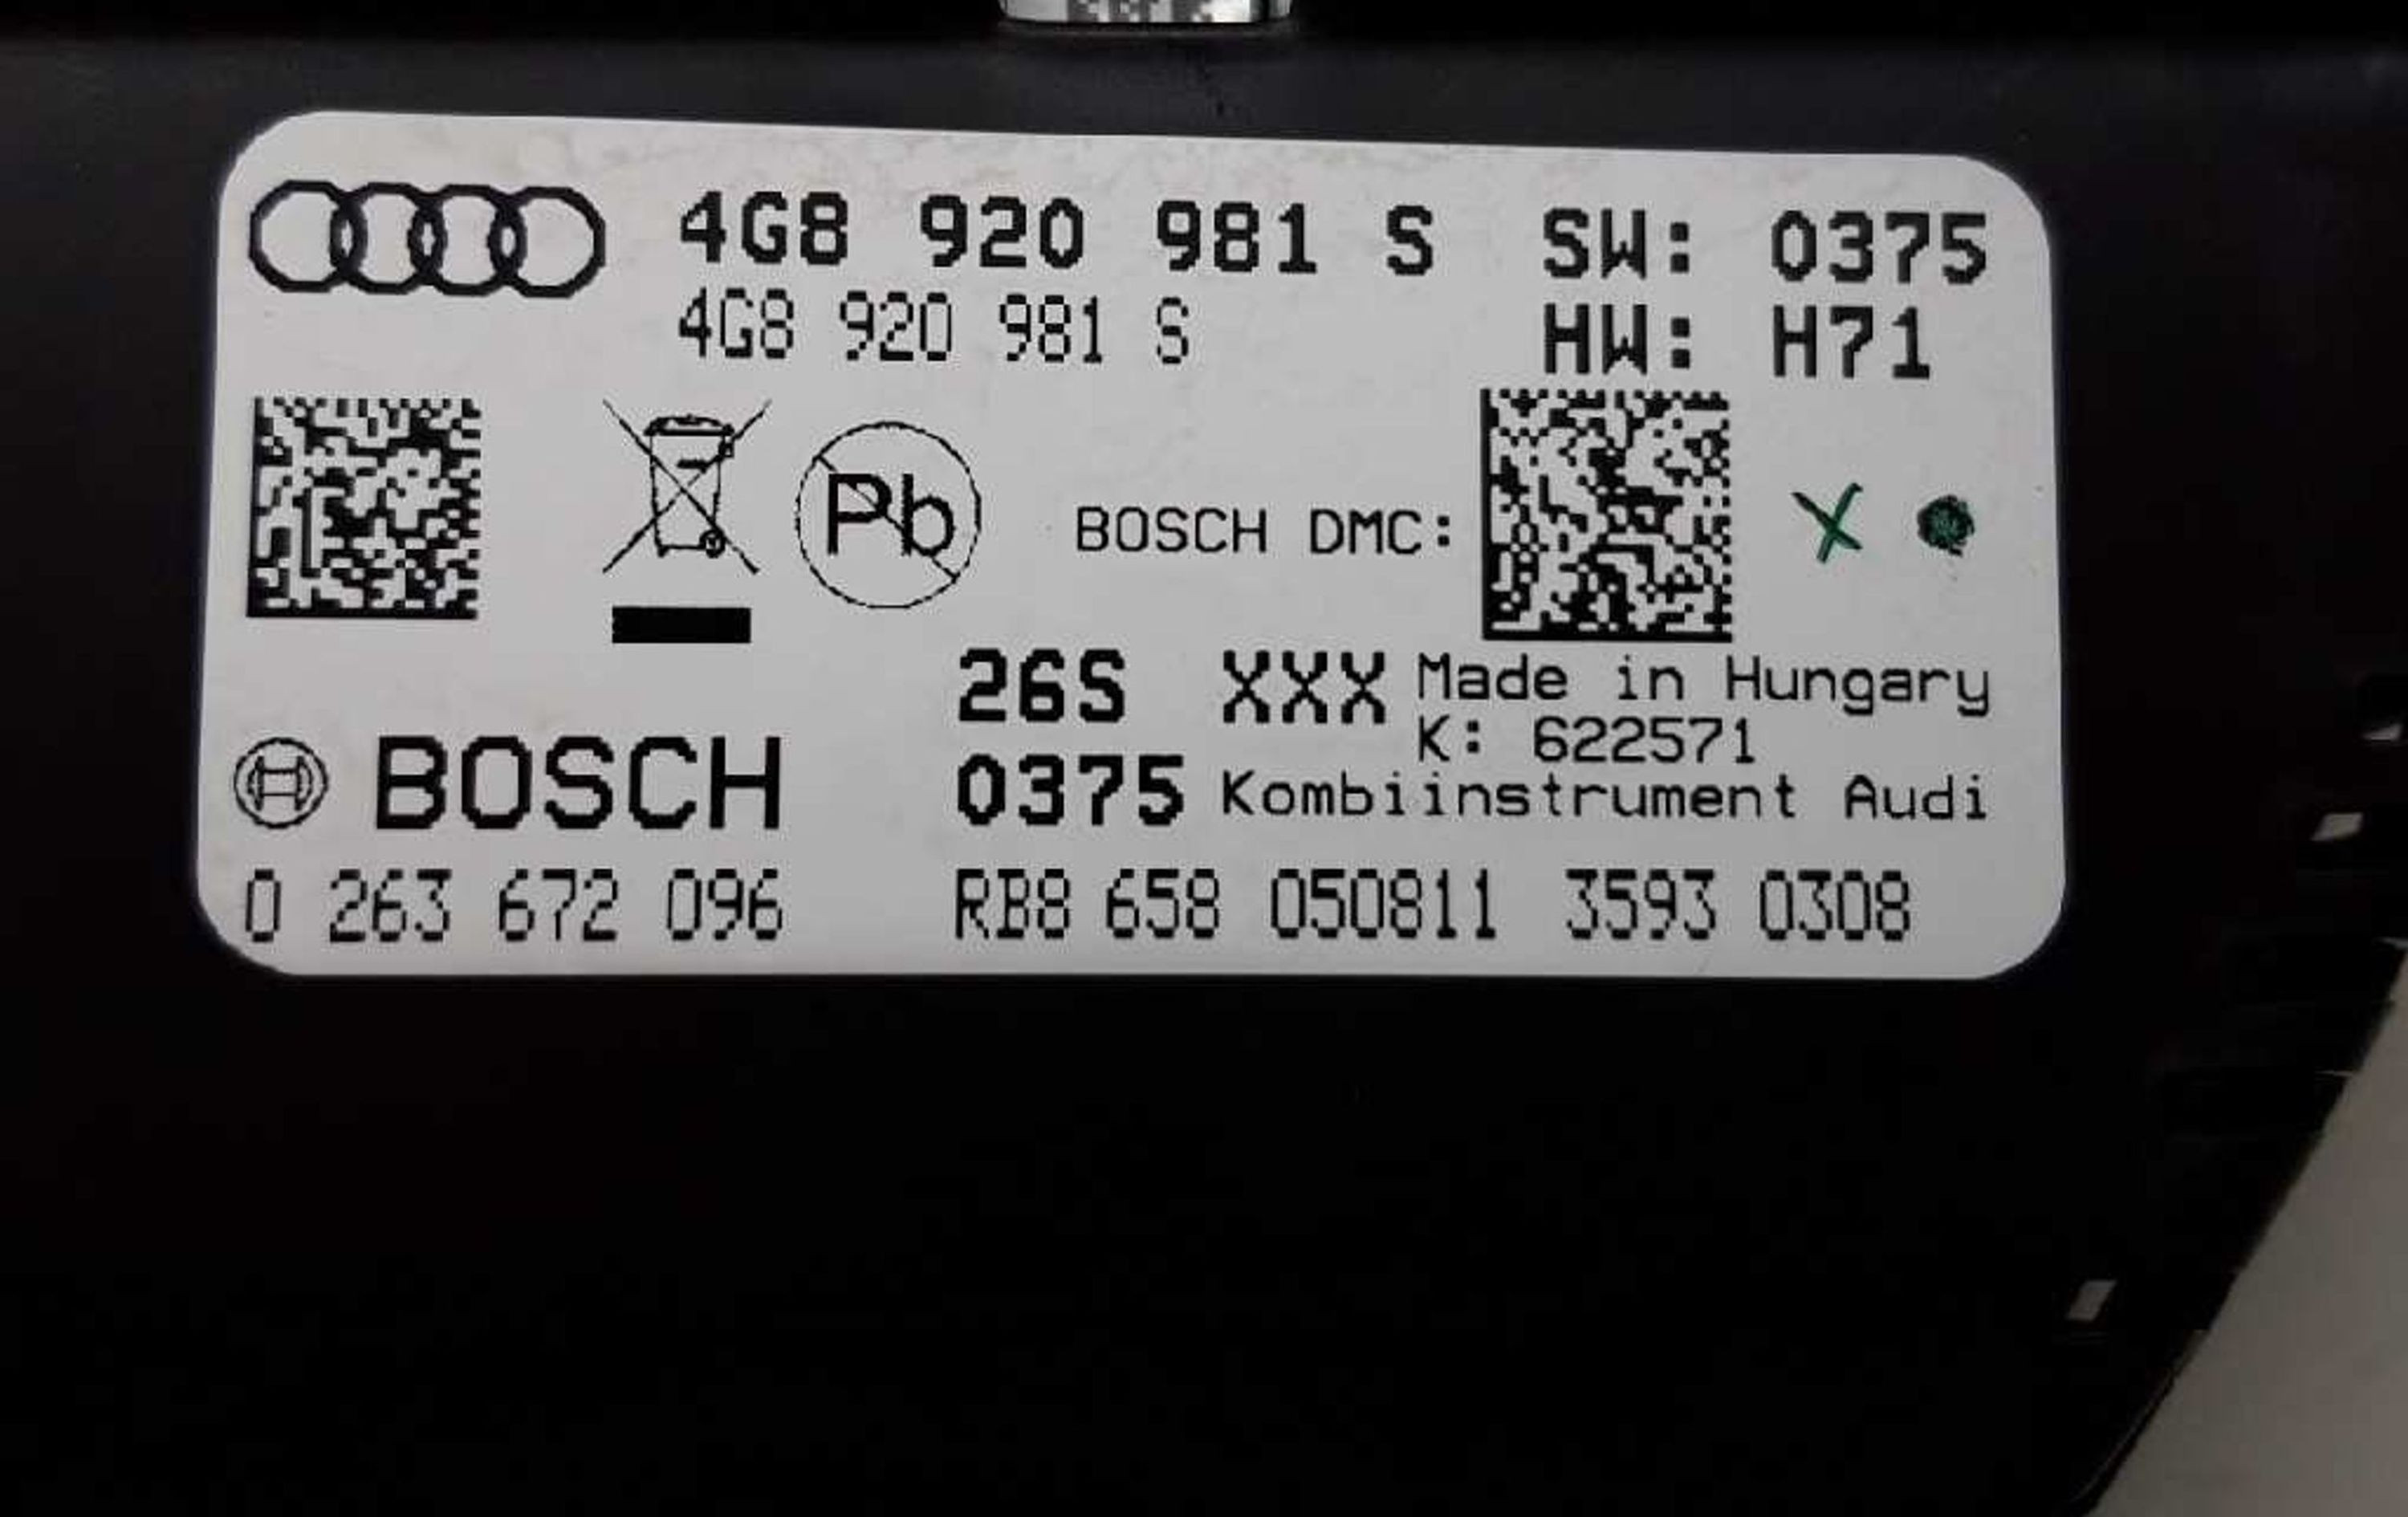 4G8 920 981 S SW: 0375
4G8 920 981 S HW: H71
Pb BOSCH DMC:
26S XXX Made in Hungary
K: 622571
BOSCH 0375 Kombiinstrument Audi
0 263 672 096 RB8 658 050811 3593 0308